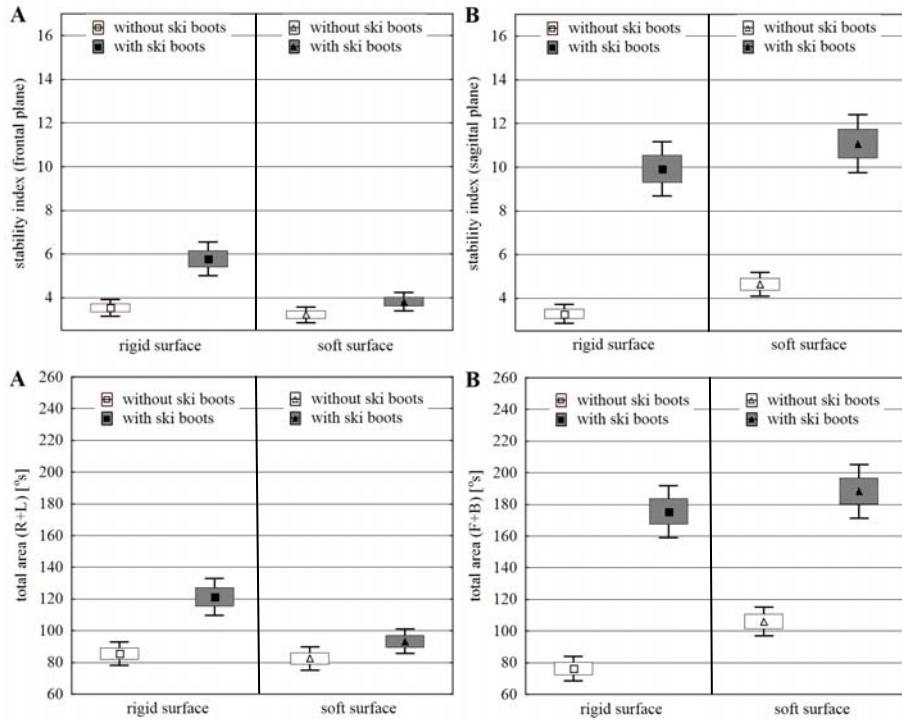 A
stability index (frontal plane)
16
14
12
10
8
6
4
without ski boots
with ski boots
without ski boots
with ski boots
rigid surface
soft surface
B
stability index (sagittal plane)
16
14
12
10
8
6
4
without ski boots
with ski boots
without ski boots
with ski boots
rigid surface
soft surface
A
total area (R+L) [°s]
260
240
220
200
180
160
140
120
100
80
60
without ski boots
with ski boots
without ski boots
with ski boots
rigid surface
soft surface
B
total area (F+B) [°s]
260
240
220
200
180
160
140
120
100
80
60
without ski boots
with ski boots
without ski boots
with ski boots
rigid surface
soft surface